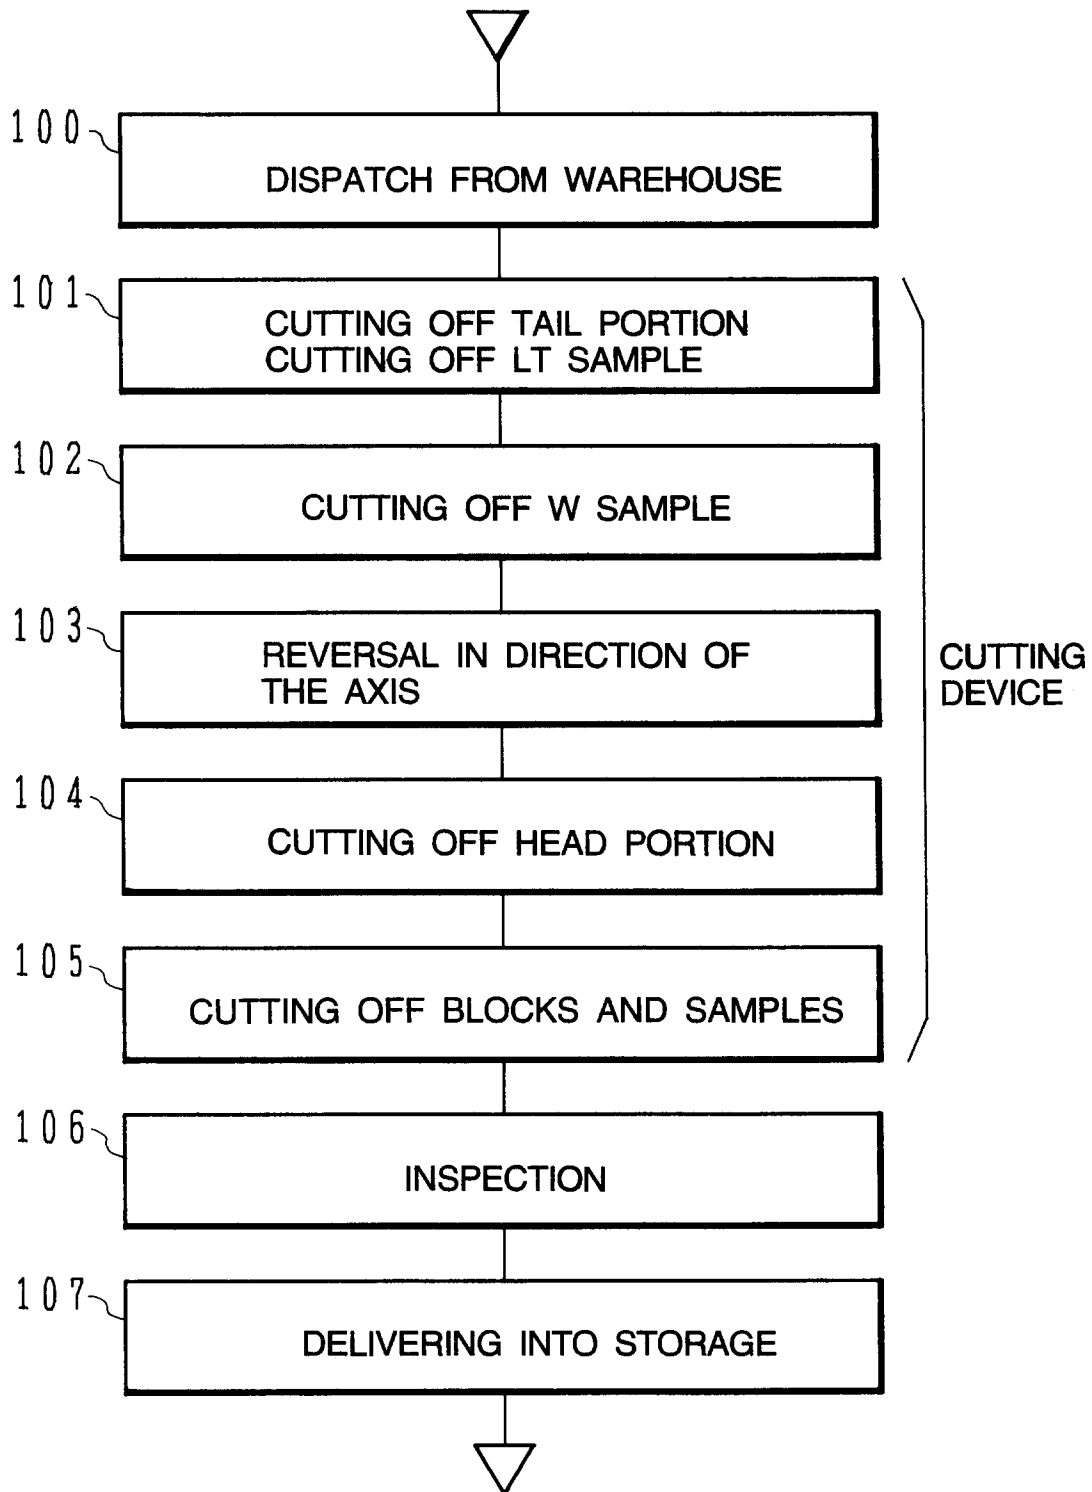 100
DISPATCH FROM WAREHOUSE
101
CUTTING OFF TAIL PORTION
CUTTING OFF LT SAMPLE
102
CUTTING OFF W SAMPLE
103
REVERSAL IN DIRECTION OF
THE AXIS
CUTTING
DEVICE
104
CUTTING OFF HEAD PORTION
105
CUTTING OFF BLOCKS AND SAMPLES
106
INSPECTION
107
DELIVERING INTO STORAGE